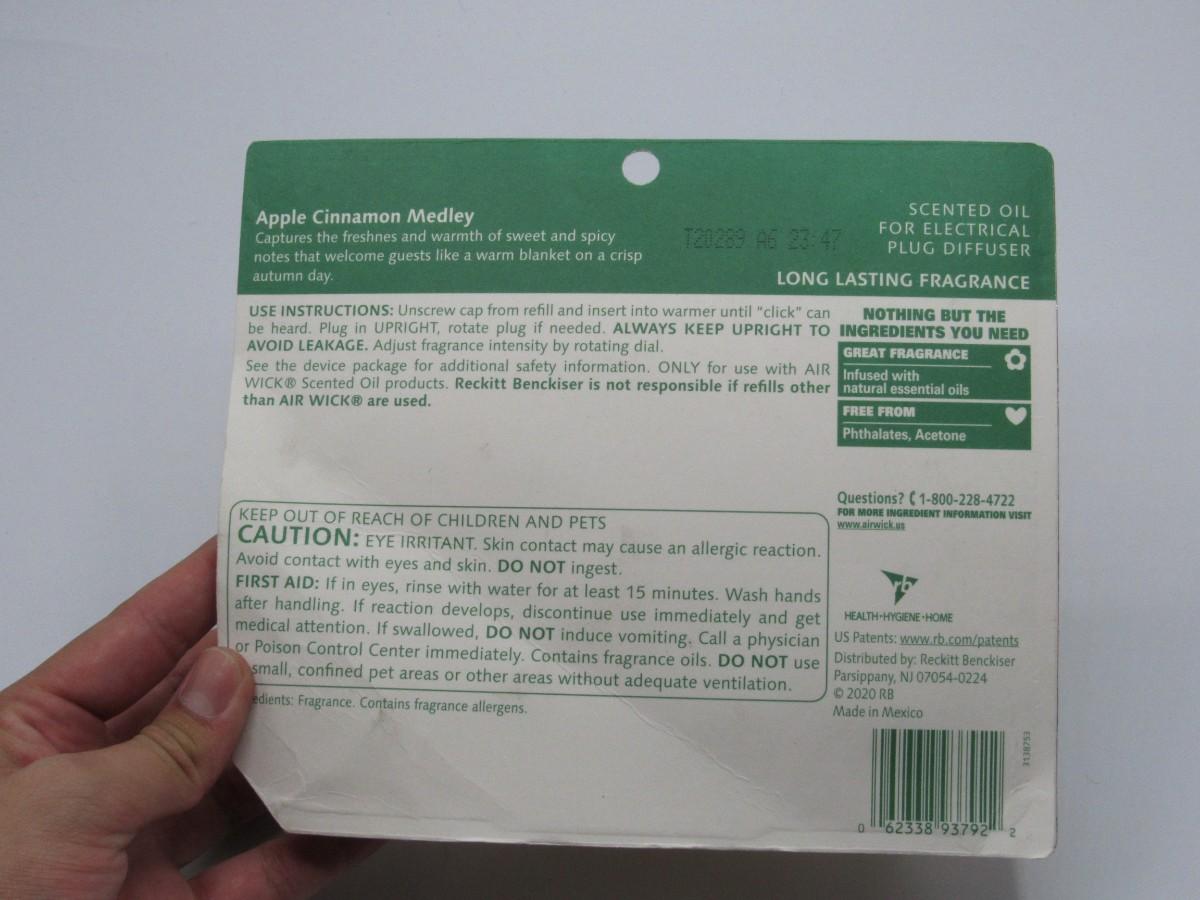 Apple Cinnamon Medley
Captures the freshnes and warmth of sweet and spicy
notes that welcome guests like a warm blanket on a crisp
autumn day.
T20289 A6 23:47
SCENTED OIL
FOR ELECTRICAL
PLUG DIFFUSER
LONG LASTING FRAGRANCE
USE INSTRUCTIONS: Unscrew cap from refill and insert into warmer until “click” can
be heard. Plug in UPRIGHT, rotate plug if needed. ALWAYS KEEP UPRIGHT TO
AVOID LEAKAGE. Adjust fragrance intensity by rotating dial.
See the device package for additional safety information. ONLY for use with AIR
WICK® Scented Oil products. Reckitt Benckiser is not responsible if refills other
than AIR WICK® are used.
NOTHING BUT THE
INGREDIENTS YOU NEED
GREAT FRAGRANCE
Infused with
natural essential oils
FREE FROM
Phthalates, Acetone
KEEP OUT OF REACH OF CHILDREN AND PETS
CAUTION: EYE IRRITANT. Skin contact may cause an allergic reaction.
Avoid contact with eyes and skin. DO NOT ingest.
FIRST AID: If in eyes, rinse with water for at least 15 minutes. Wash hands
after handling. If reaction develops, discontinue use immediately and get
medical attention. If swallowed, DO NOT induce vomiting. Call a physician
or Poison Control Center immediately. Contains fragrance oils. DO NOT use
small, confined pet areas or other areas without adequate ventilation.
edients: Fragrance. Contains fragrance allergens.
Questions? 1-800-228-4722
FOR MORE INGREDIENT INFORMATION VISIT
www.airwick.us
rb
HEALTH•HYGIENE•HOME
US Patents: www.rb.com/patents
Distributed by: Reckitt Benckiser
Parsippany, NJ 07054-0224
© 2020 RB
Made in Mexico
3138753
0 62338 93792 2